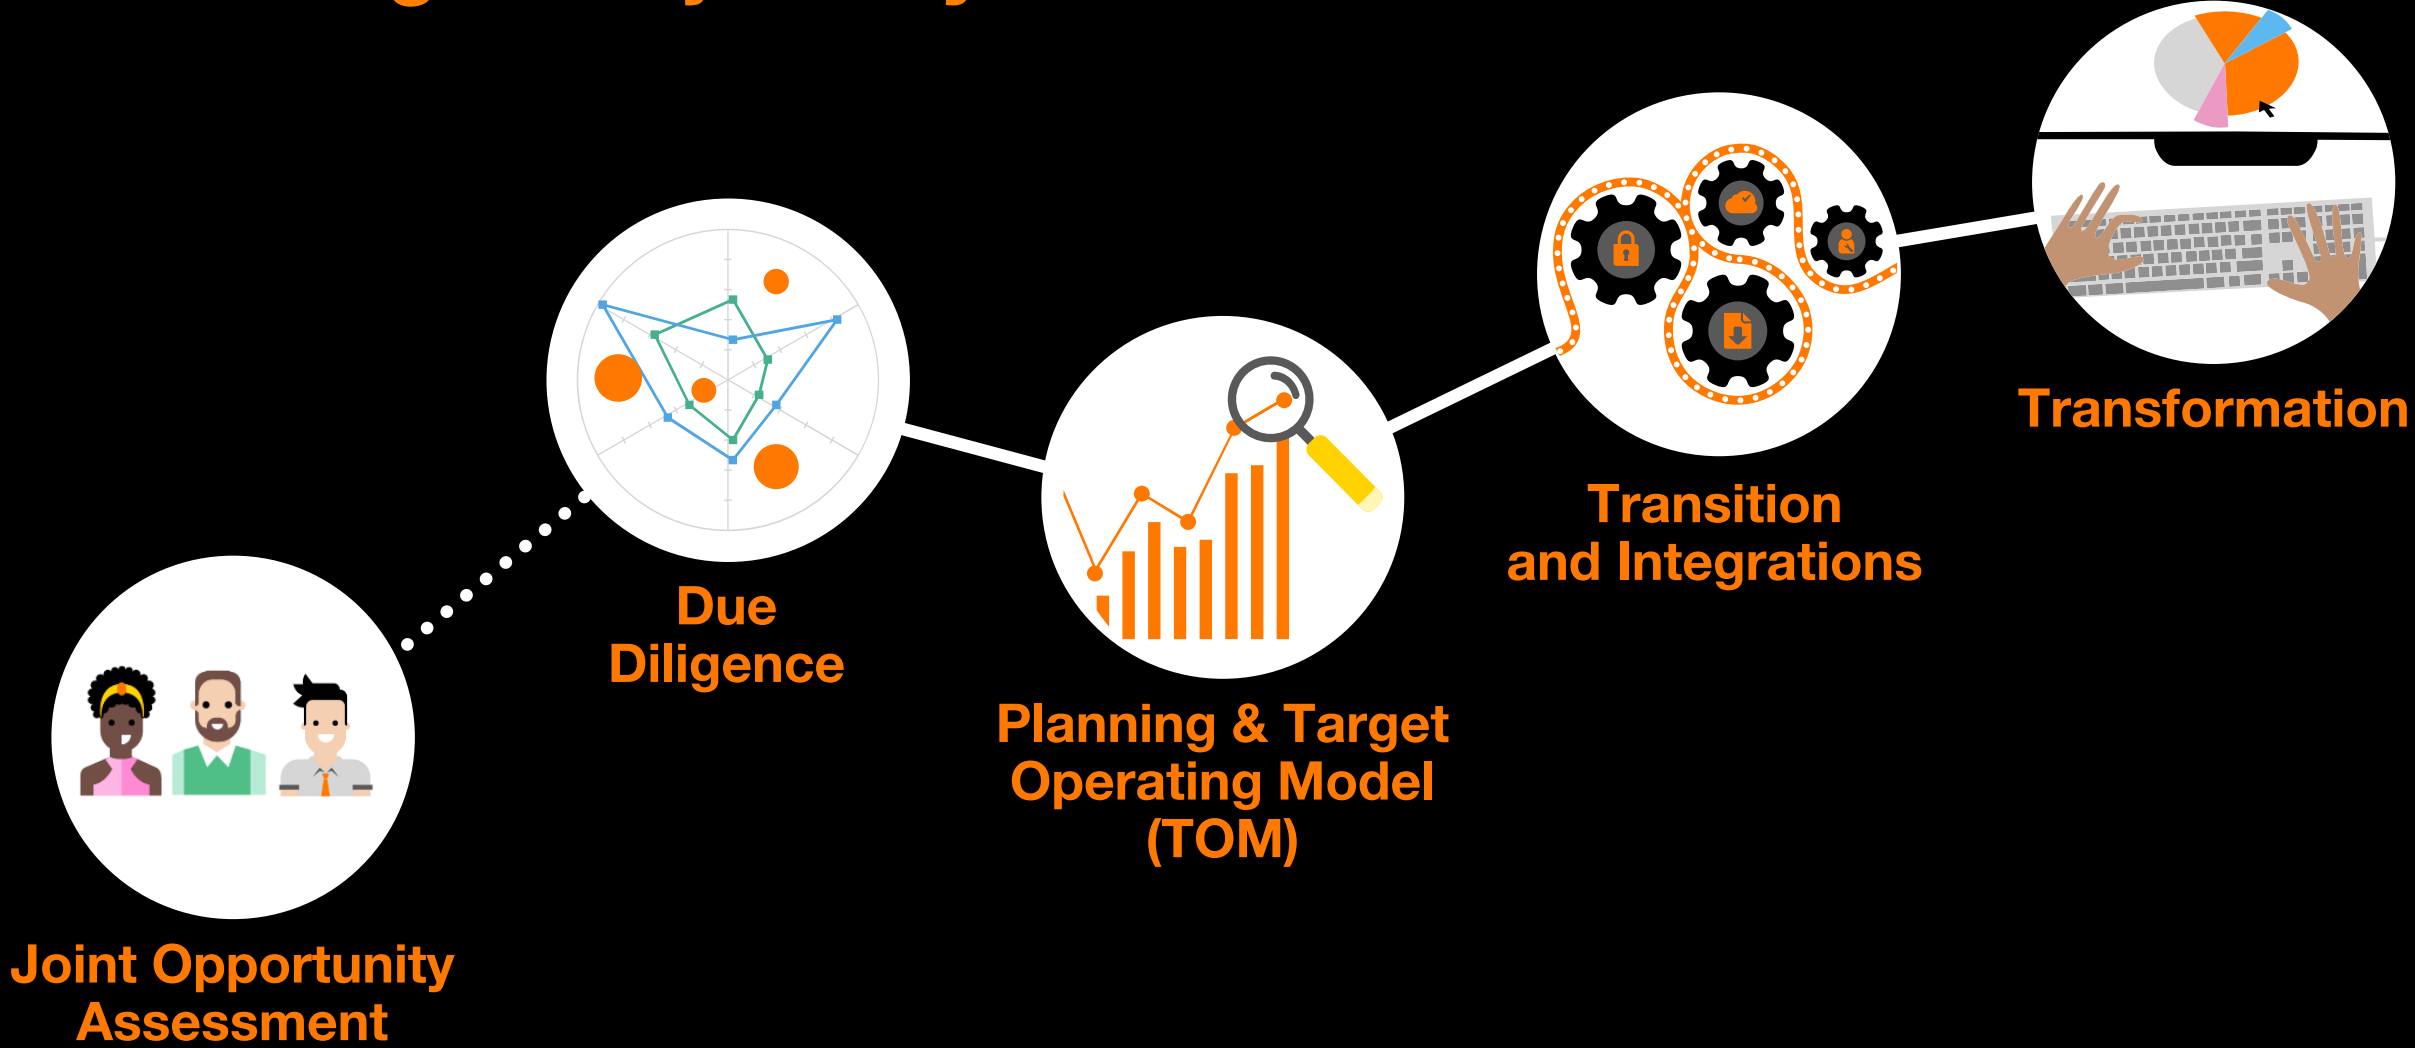 Joint Opportunity
Assessment
Due
Diligence
Planning & Target
Operating Model
(TOM)
Transition
and Integrations
Transformation